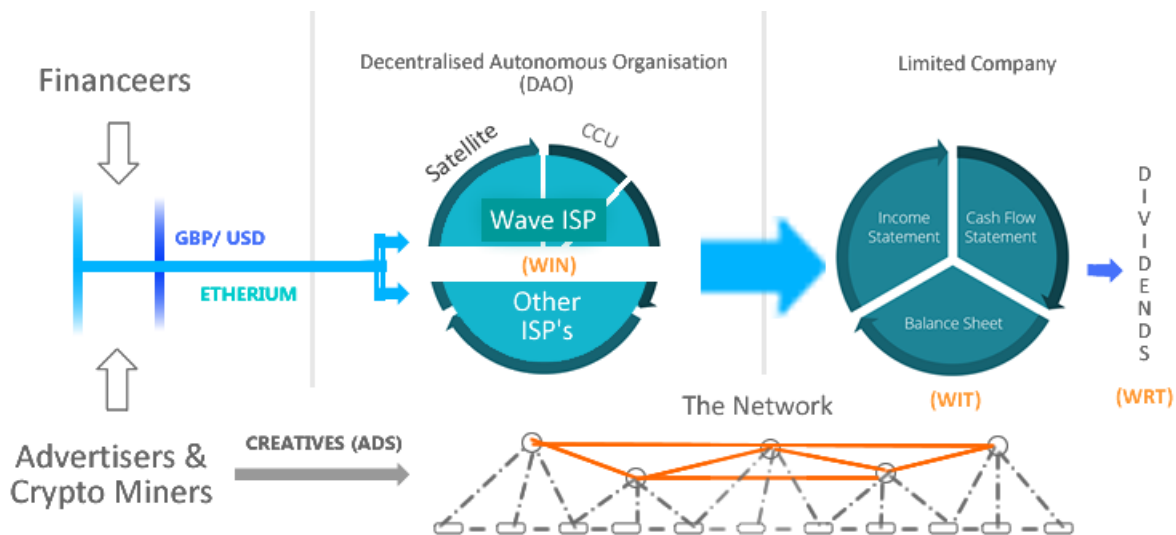 Financeers
GBP/ USD
ETHERIUM
Advertisers &
Crypto Miners
CREATIVES (ADS)
Decentralised Autonomous Organisation
(DAO)
Satellite
CCU
Wave ISP
(WIN)
Other
ISP's
The Network
Limited Company
Income
Statement
Cash Flow
Statement
Balance Sheet
(WIT)
DIVIDENDS
(WRT)